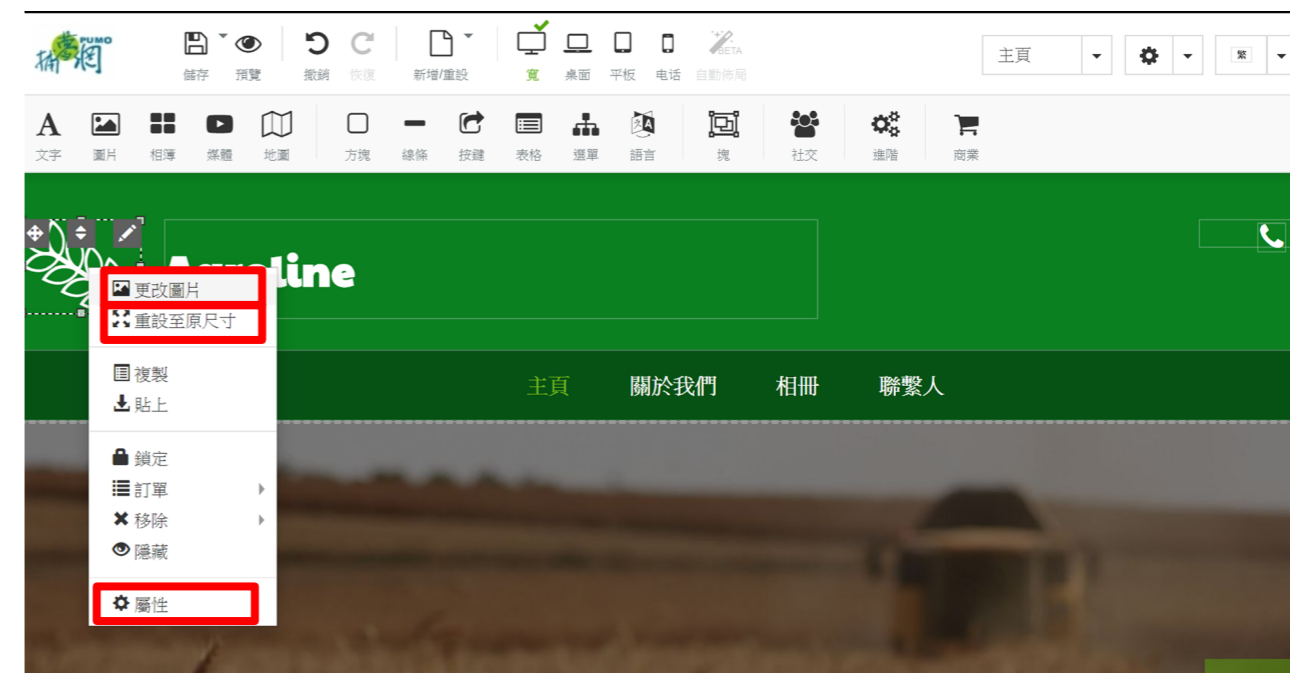 捕夢網 PUMO
儲存 預覽 撤銷 恢復 新增/重設 寬 桌面 平板 电话 BETA 自動佈局 主頁 繁
文字 圖片 相簿 媒體 地圖 方塊 線條 按鍵 表格 選單 語言 塊 社交 進階 商業
Agroline
更改圖片
重設至原尺寸
複製
貼上
鎖定
訂單
移除
隱藏
屬性
主頁 關於我們 相冊 聯繫人